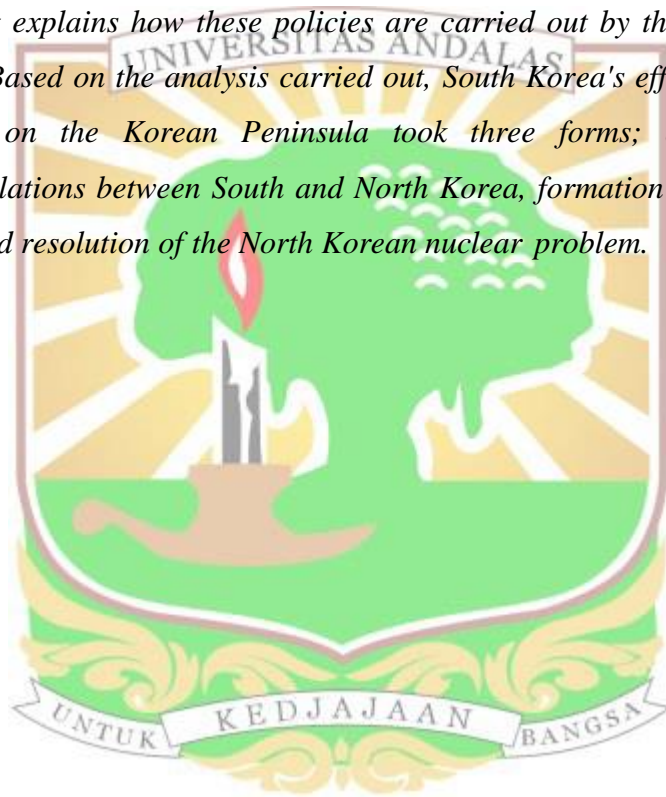 explains how these policies are carried out by th
UNIVERSITAS ANDALAS
Based on the analysis carried out, South Korea's eff
on the Korean Peninsula took three forms;
lations between South and North Korea, formation
d resolution of the North Korean nuclear problem.
UNTUK KEDJAJAAN BANGSA